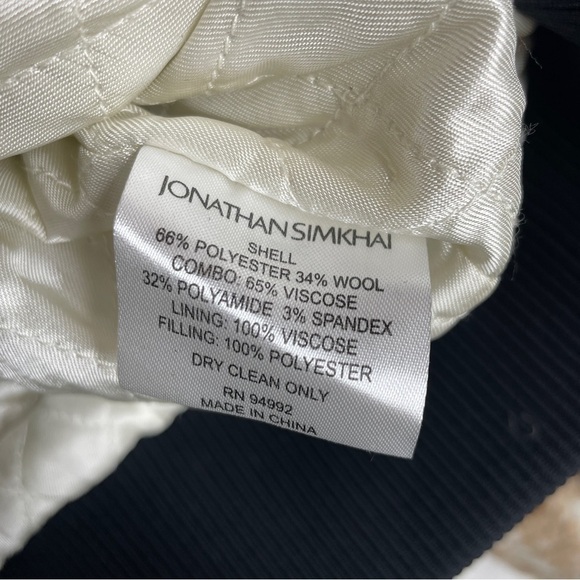 JONATHAN SIMKHAI
SHELL
66% POLYESTER 34% WOOL
COMBO: 65% VISCOSE
32% POLYAMIDE 3% SPANDEX
LINING: 100% VISCOSE
FILLING: 100% POLYESTER
DRY CLEAN ONLY
RN 94992
MADE IN CHINA